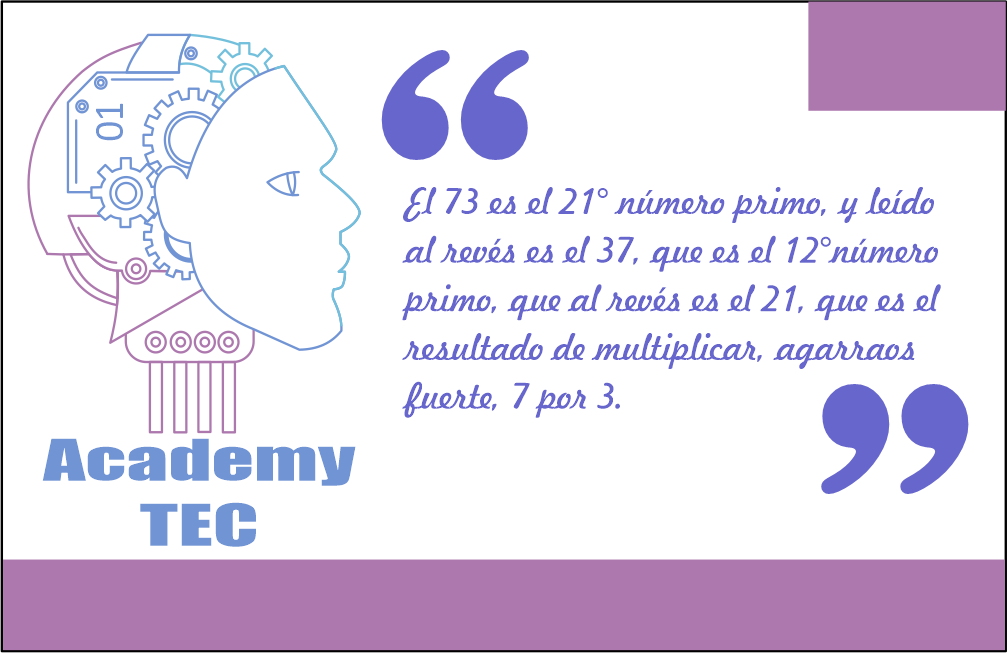 01
“
El 73 es el 21° número primo, y leído
al revés es el 37, que es el 12°número
primo, que al revés es el 21, que es el
resultado de multiplicar, agarraos
fuerte, 7 por 3.
”
Academy
TEC